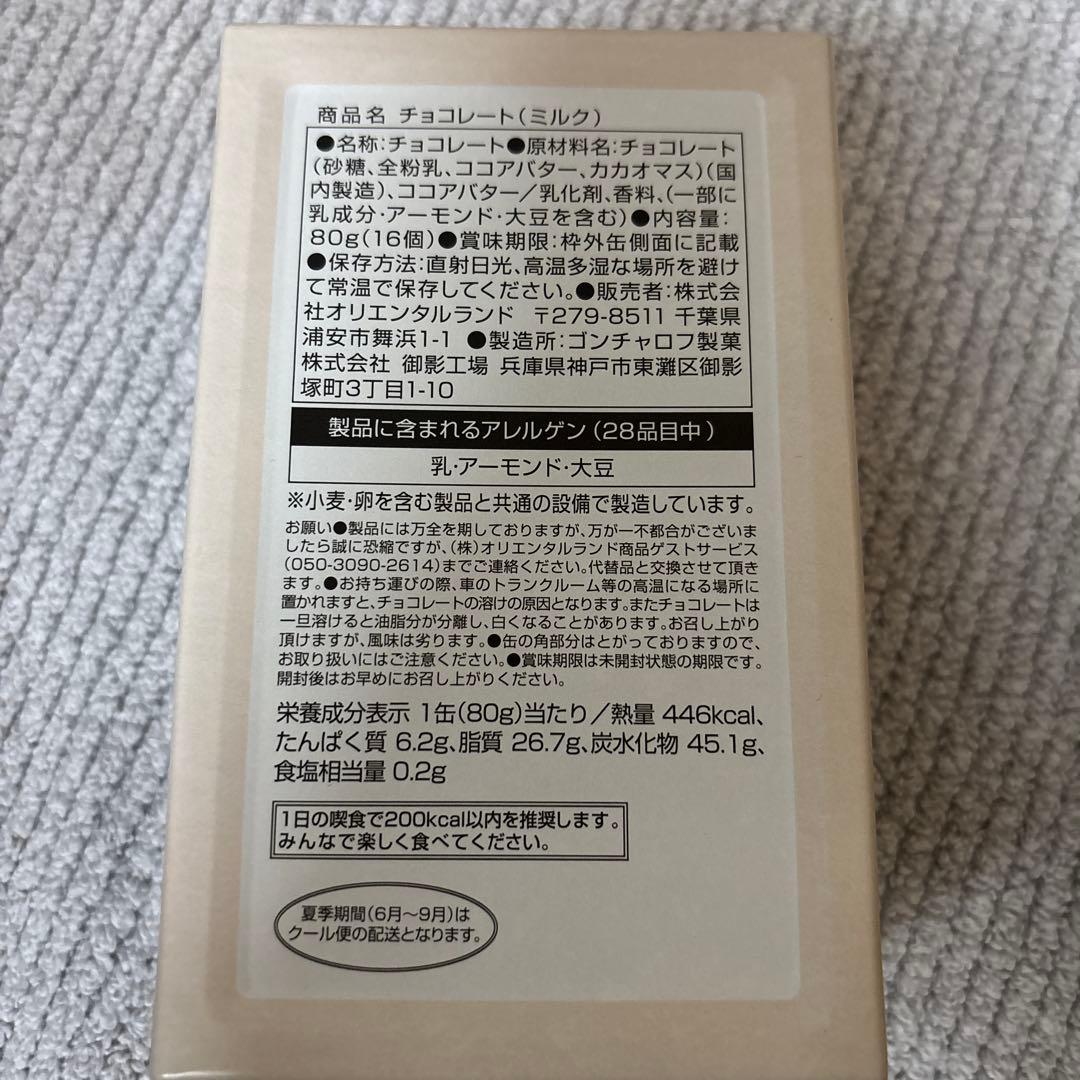 商品名 チョコレート(ミルク)
●名称:チョコレート●原材料名:チョコレート
(砂糖、全粉乳、ココアバター、カカオマス)(国
内製造)、ココアバター／乳化剤、香料、(一部に
乳成分・アーモンド・大豆を含む)●内容量:
80g(16個)●賞味期限:枠外缶側面に記載
●保存方法:直射日光、高温多湿な場所を避け
て常温で保存してください。●販売者:株式会
社オリエンタルランド 〒279-8511 千葉県
浦安市舞浜1-1 ●製造所:ゴンチャロフ製菓
株式会社 御影工場 兵庫県神戸市東灘区御影
塚町3丁目1-10
製品に含まれるアレルゲン(28品目中)
乳・アーモンド・大豆
※小麦・卵を含む製品と共通の設備で製造しています。
お願い●製品には万全を期しておりますが、万が一不都合がございま
したら誠に恐縮ですが、(株)オリエンタルランド商品ゲストサービス
(050-3090-2614)までご連絡ください。代替品と交換させて頂き
ます。●お持ち運びの際、車のトランクルーム等の高温になる場所に
置かれますと、チョコレートの溶けの原因となります。またチョコレートは
一旦溶けると油脂分が分離し、白くなることがあります。お召し上がり
頂けますが、風味は劣ります。●缶の角部分はとがっておりますので、
お取り扱いにはご注意ください。●賞味期限は未開封状態の期限です。
開封後はお早めにお召し上がりください。
栄養成分表示 1缶(80g)当たり／熱量 446kcal、
たんぱく質 6.2g、脂質 26.7g、炭水化物 45.1g、
食塩相当量 0.2g
1日の喫食で200kcal以内を推奨します。
みんなで楽しく食べてください。
夏季期間(6月～9月)は
クール便の配送となります。